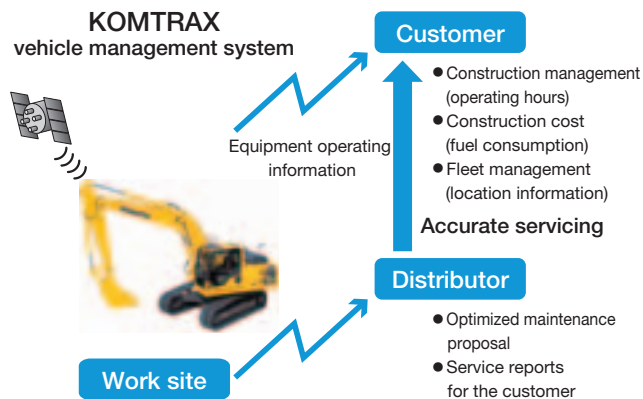 KOMTRAX
vehicle management system
Customer
● Construction management
(operating hours)
● Construction cost
(fuel consumption)
● Fleet management
(location information)
Equipment operating
information
Accurate servicing
Distributor
● Optimized maintenance
proposal
● Service reports
for the customer
Work site